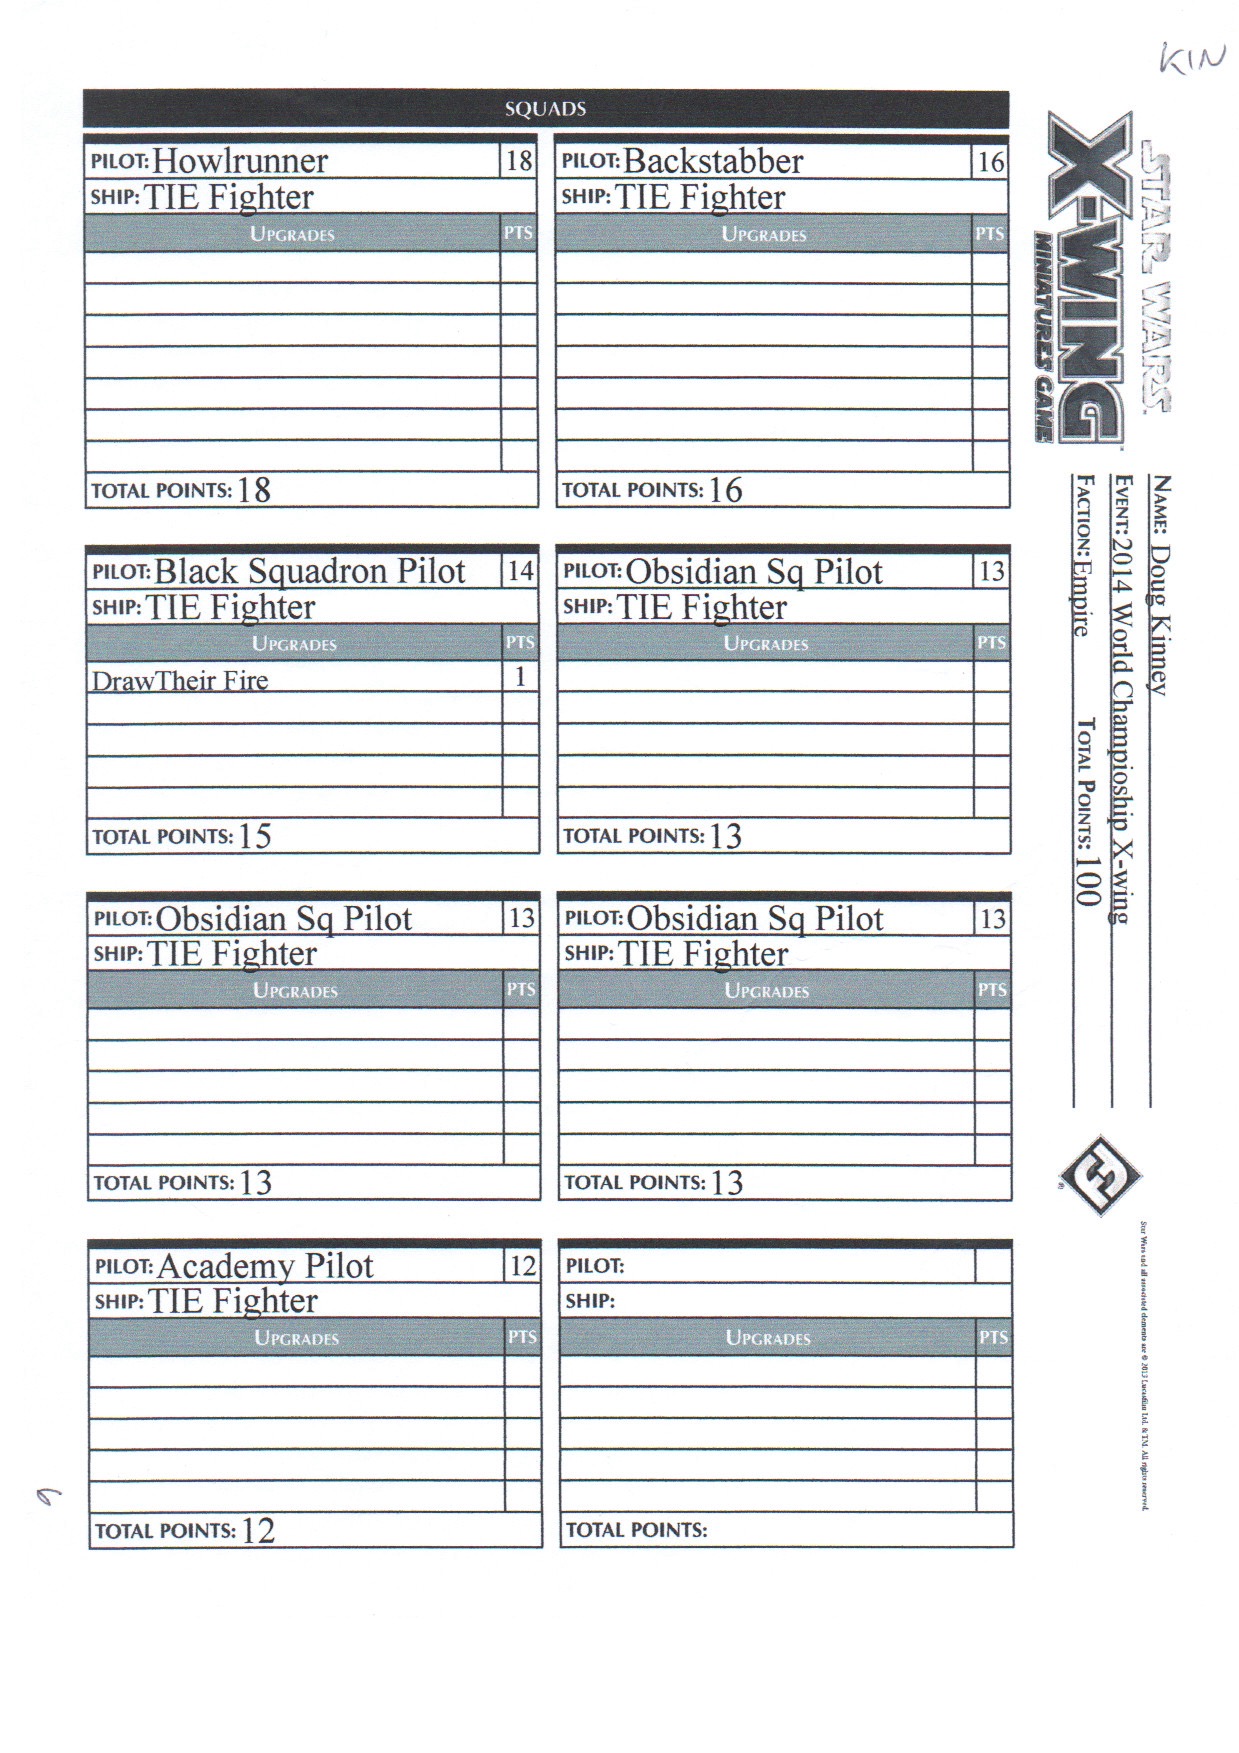 KIN
SQUADS
PILOT: Howlrunner 18
SHIP: TIE Fighter
UPGRADES PTS
TOTAL POINTS: 18
PILOT: Backstabber 16
SHIP: TIE Fighter
UPGRADES PTS
TOTAL POINTS: 16
PILOT: Black Squadron Pilot 14
SHIP: TIE Fighter
UPGRADES PTS
DrawTheir Fire 1
TOTAL POINTS: 15
PILOT: Obsidian Sq Pilot 13
SHIP: TIE Fighter
UPGRADES PTS
TOTAL POINTS: 13
PILOT: Obsidian Sq Pilot 13
SHIP: TIE Fighter
UPGRADES PTS
TOTAL POINTS: 13
PILOT: Obsidian Sq Pilot 13
SHIP: TIE Fighter
UPGRADES PTS
TOTAL POINTS: 13
PILOT: Academy Pilot 12
SHIP: TIE Fighter
UPGRADES PTS
TOTAL POINTS: 12
PILOT:
SHIP:
UPGRADES PTS
TOTAL POINTS:
STAR WARS
X-WING
MINIATURES GAME
NAME: Doug Kinney
EVENT: 2014 World Champioship X-wing
FACTION: Empire TOTAL POINTS: 100
Star Wars and all associated elements are © 2013 Lucasfilm Ltd. & TM. All rights reserved.